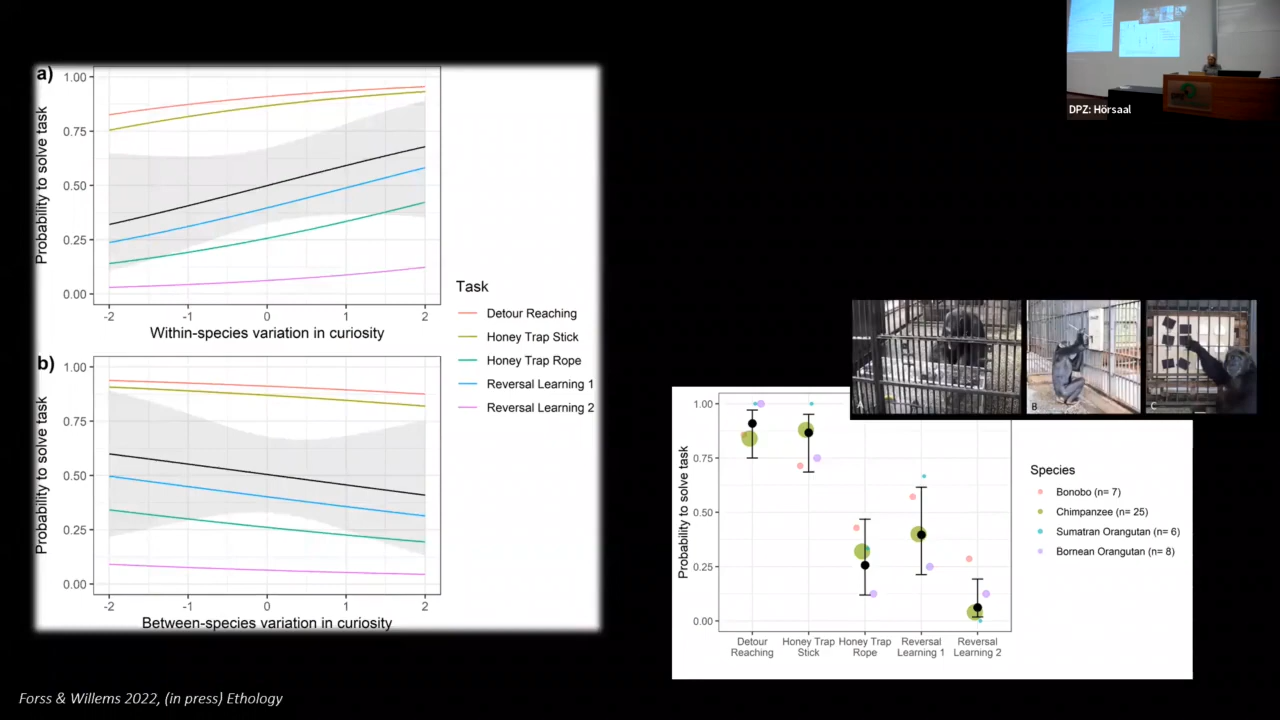 a)
1.00
0.75
0.50
0.25
0.00
Probability to solve task
-2 -1 0 1 2
Within-species variation in curiosity
b)
1.00
0.75
0.50
0.25
0.00
Probability to solve task
-2 -1 0 1 2
Between-species variation in curiosity
Task
Detour Reaching
Honey Trap Stick
Honey Trap Rope
Reversal Learning 1
Reversal Learning 2
DPZ: Hörsaal
B
C
1.00
0.75
0.50
0.25
0.00
Probability to solve task
Detour Reaching
Honey Trap Stick
Honey Trap Rope
Reversal Learning 1
Reversal Learning 2
Species
Bonobo (n= 7)
Chimpanzee (n= 25)
Sumatran Orangutan (n= 6)
Bornean Orangutan (n= 8)
Forss & Willems 2022, (in press) Ethology